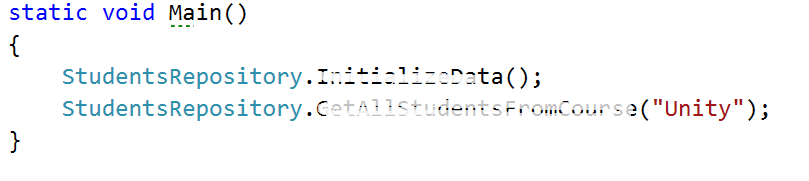 static void Main()
{
StudentsRepository.InitializeData();
StudentsRepository.GetAllStudentsFromCourse("Unity");
}